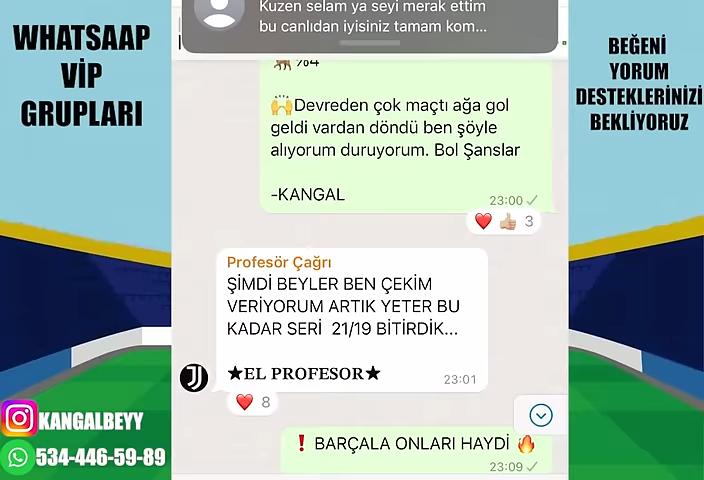 WHATSAAP
VİP
GRUPLARI
Kuzen selam ya seyi merak ettim
bu canlıdan iyisiniz tamam kom...
BEĞENİ
YORUM
DESTEKLERİNİZİ
BEKLİYORUZ
%4
🙌Devreden çok maçtı ağa gol
geldi vardan döndü ben şöyle
alıyorum duruyorum. Bol Şanslar
-KANGAL
23:00
❤️ 👍🏼 3
Profesör Çağrı
ŞİMDİ BEYLER BEN ÇEKİM
VERİYORUM ARTIK YETER BU
KADAR SERİ 21/19 BİTİRDİK...
★EL PROFESOR★
23:01
❤️ 8
❗ BARÇALA ONLARI HAYDİ 🔥
23:09
KANGALBEYY
534-446-59-89